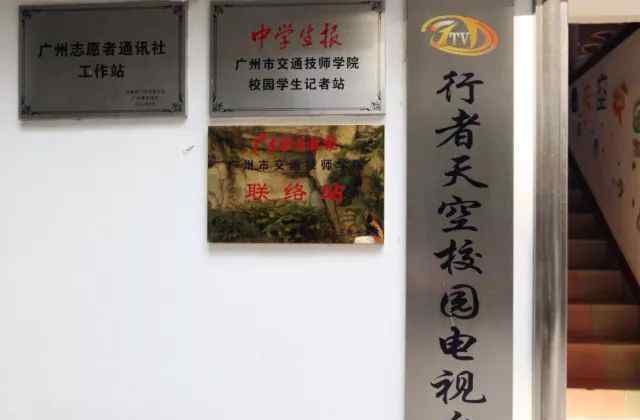 广州志愿者通讯社
工作站
中学生报
广州市交通技师学院
校园学生记者站
广州市交通技师学院
联络站
TV
行者天空校园电视台